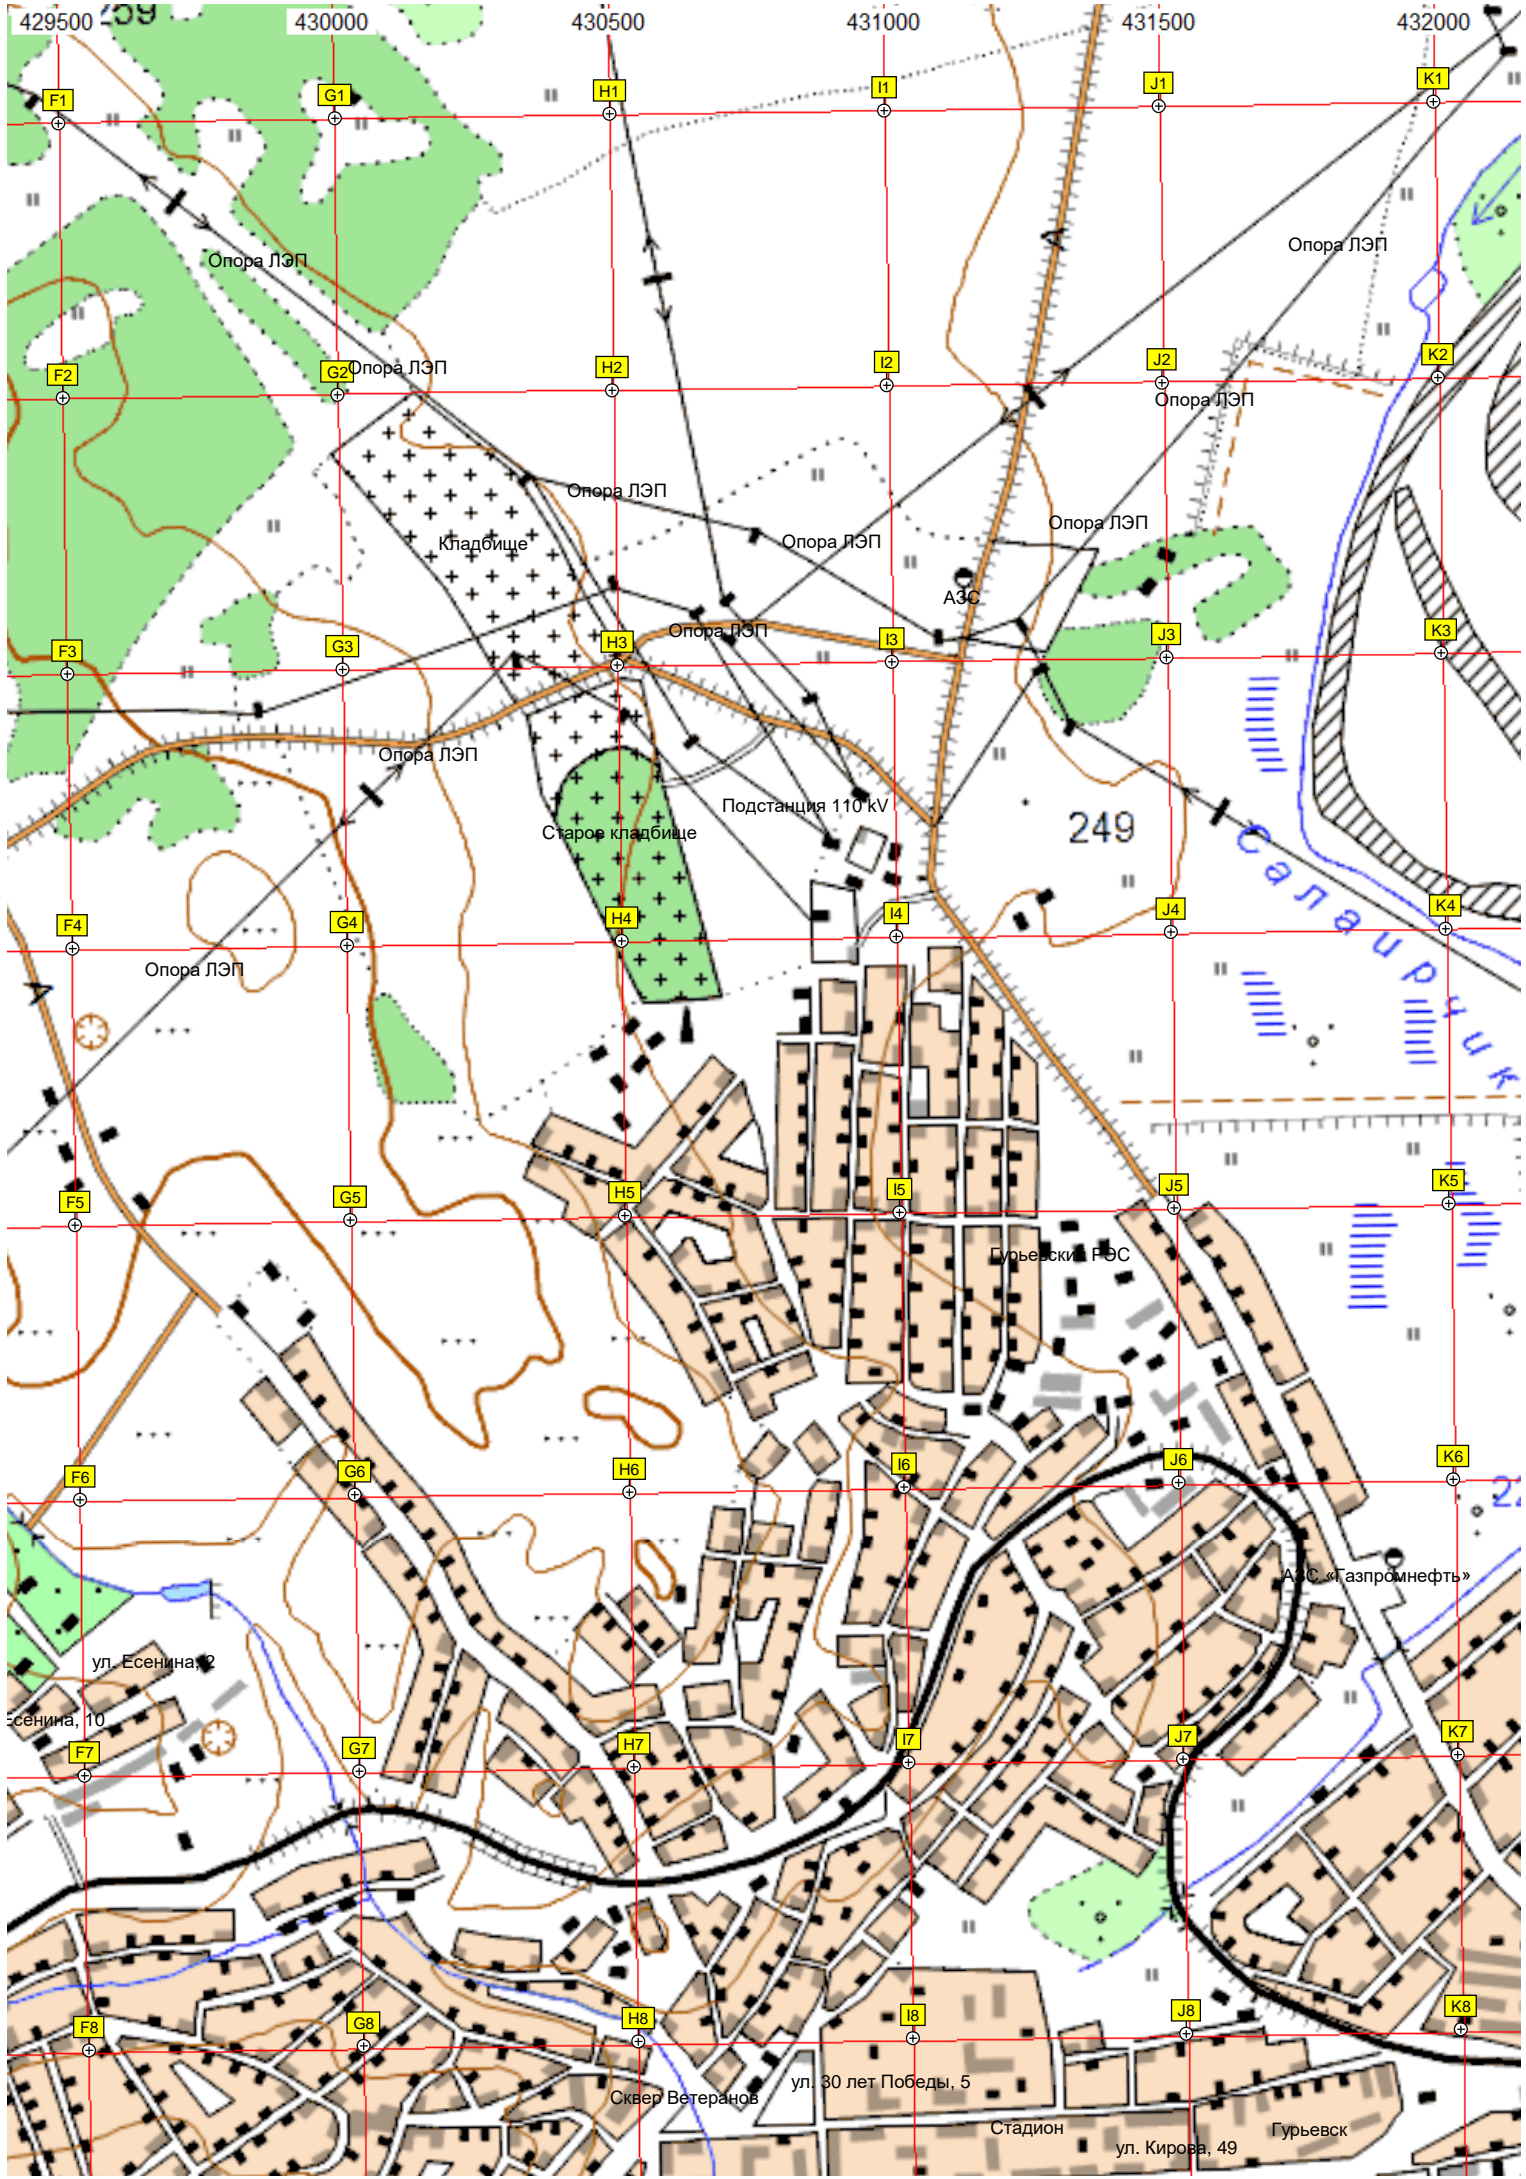 429500 430000 430500 431000 431500 432000
259
F1 G1 H1 I1 J1 K1
Опора ЛЭП
Опора ЛЭП
F2 G2 H2 I2 J2 K2
Опора ЛЭП
Опора ЛЭП
Опора ЛЭП
Опора ЛЭП
Опора ЛЭП
Кладбище
АЗС
Опора ЛЭП
F3 G3 H3 I3 J3 K3
Опора ЛЭП
Подстанция 110 kV
Старое кладбище
249
Салаирчик
F4 G4 H4 I4 J4 K4
Опора ЛЭП
F5 G5 H5 I5 J5 K5
Гурьевский РЭС
F6 G6 H6 I6 J6 K6
АЗС «Газпромнефть»
ул. Есенина, 2
Есенина, 10
F7 G7 H7 I7 J7 K7
F8 G8 H8 I8 J8 K8
ул. 30 лет Победы, 5
Сквер Ветеранов
Стадион
Гурьевск
ул. Кирова, 49